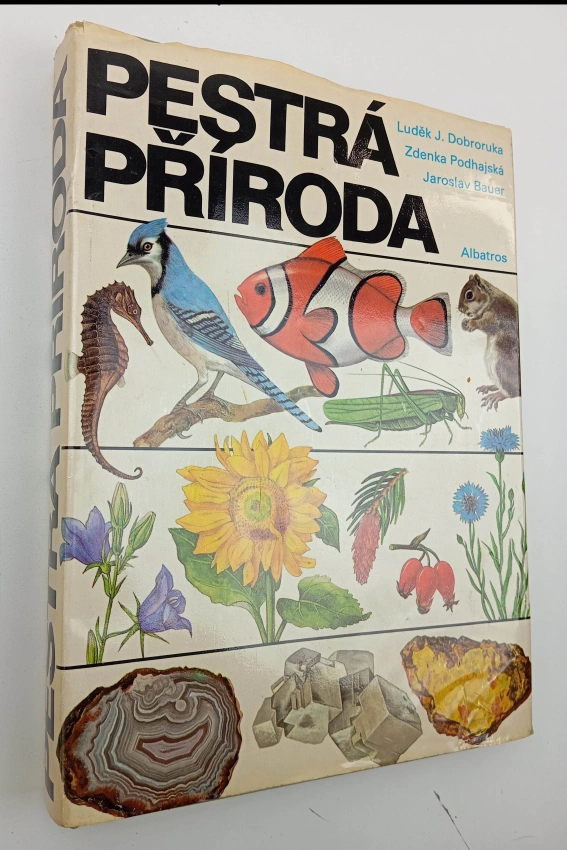 PESTRÁ
PŘÍRODA
Luděk J. Dobroruka
Zdenka Podhajská
Jaroslav Bauer
Albatros
PESTRÁ PŘÍRODA